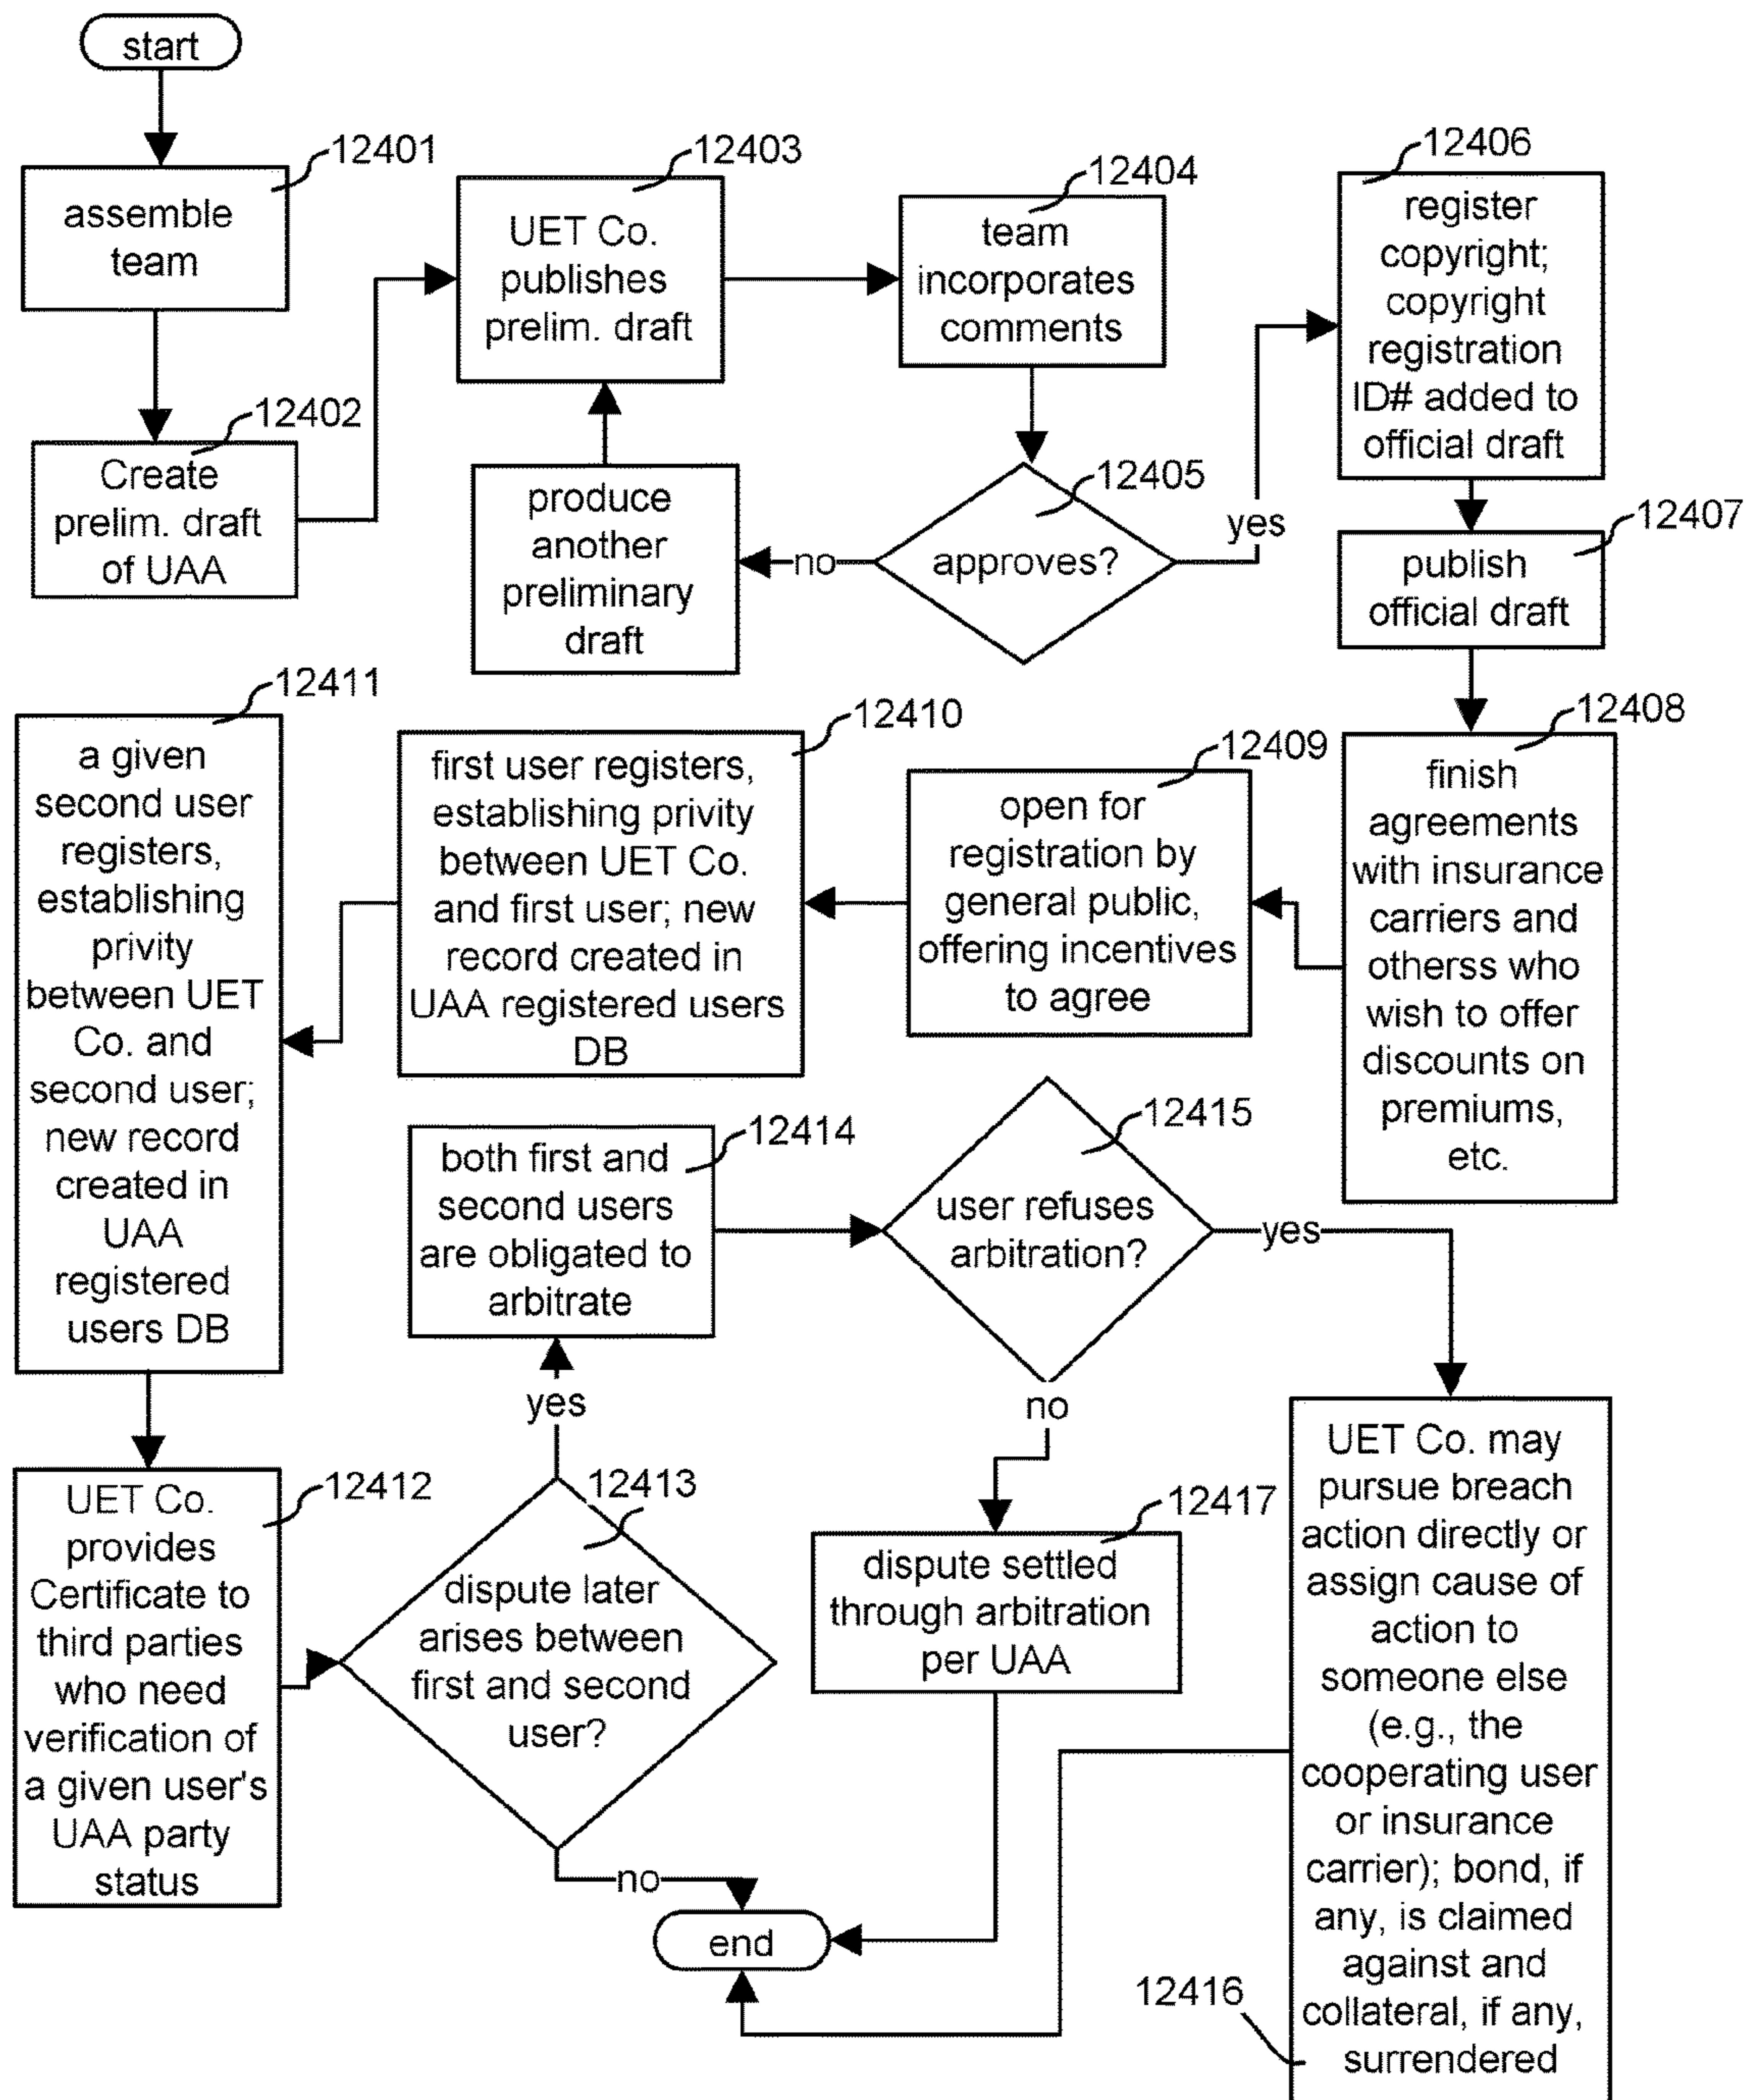 start
12401
assemble
team
12402
Create
prelim. draft
of UAA
12403
UET Co.
publishes
prelim. draft
12404
team
incorporates
comments
12405
approves?
no
produce
another
preliminary
draft
yes
12406
register
copyright;
copyright
registration
ID# added to
official draft
12407
publish
official draft
12408
finish
agreements
with insurance
carriers and
otherss who
wish to offer
discounts on
premiums,
etc.
12409
open for
registration by
general public,
offering incentives
to agree
12410
first user registers,
establishing privity
between UET Co.
and first user; new
record created in
UAA registered users
DB
12411
a given
second user
registers,
establishing
privity
between UET
Co. and
second user;
new record
created in
UAA
registered
users DB
12412
UET Co.
provides
Certificate to
third parties
who need
verification of
a given user's
UAA party
status
12413
dispute later
arises between
first and second
user?
yes
no
12414
both first and
second users
are obligated to
arbitrate
12415
user refuses
arbitration?
yes
no
12417
dispute settled
through arbitration
per UAA
UET Co. may
pursue breach
action directly or
assign cause of
action to
someone else
(e.g., the
cooperating user
or insurance
carrier); bond, if
any, is claimed
against and
collateral, if any,
surrendered
12416
end